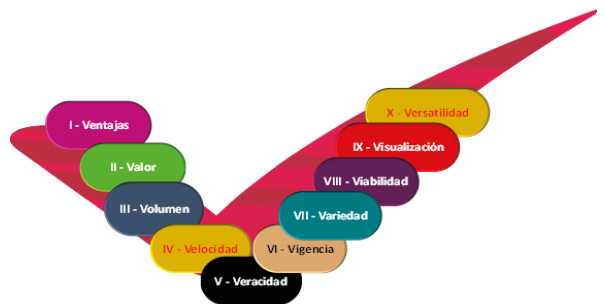 I - Ventajas
II - Valor
III - Volumen
IV - Velocidad
V - Veracidad
VI - Vigencia
VII - Variedad
VIII - Viabilidad
IX - Visualización
X - Versatilidad